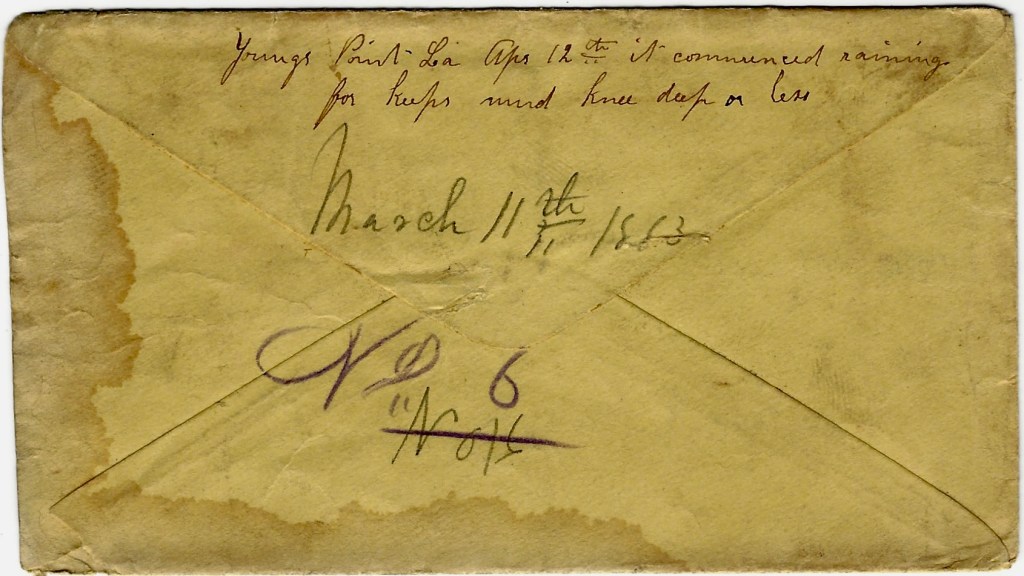 Youngs Point La Apr 12th it commenced raining
for keeps mud knee deep or less
March 11th 1863
No 6
No